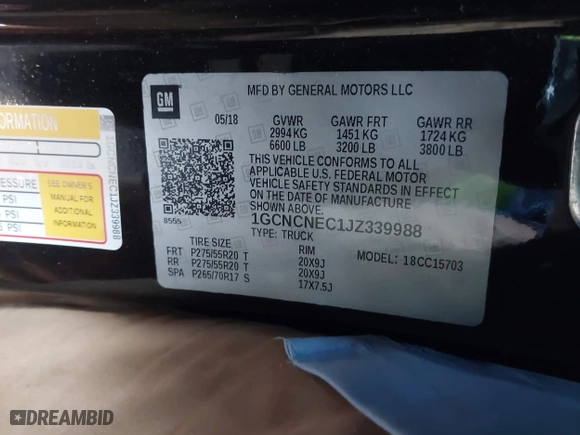 GM
MFD BY GENERAL MOTORS LLC
05/18 GVWR GAWR FRT GAWR RR
2994 KG 1451 KG 1724 KG
6600 LB 3200 LB 3800 LB
THIS VEHICLE CONFORMS TO ALL
APPLICABLE U.S. FEDERAL MOTOR
VEHICLE SAFETY STANDARDS IN EFFECT
ON THE DATE OF MANUFACTURE
SHOWN ABOVE.
8555
1GCNCNEC1JZ339988
TYPE: TRUCK
MODEL: 18CC15703
TIRE SIZE RIM
FRT P275/55R20 T 20X9J
RR P275/55R20 T 20X9J
SPA P265/70R17 S 17X7.5J
ORMATION
RESSURE
PSI
PSI
PSI
SEE OWNER'S
MANUAL FOR
ADDITIONAL
INFORMATION
1GCNCNEC1JZ339988
DREAMBID